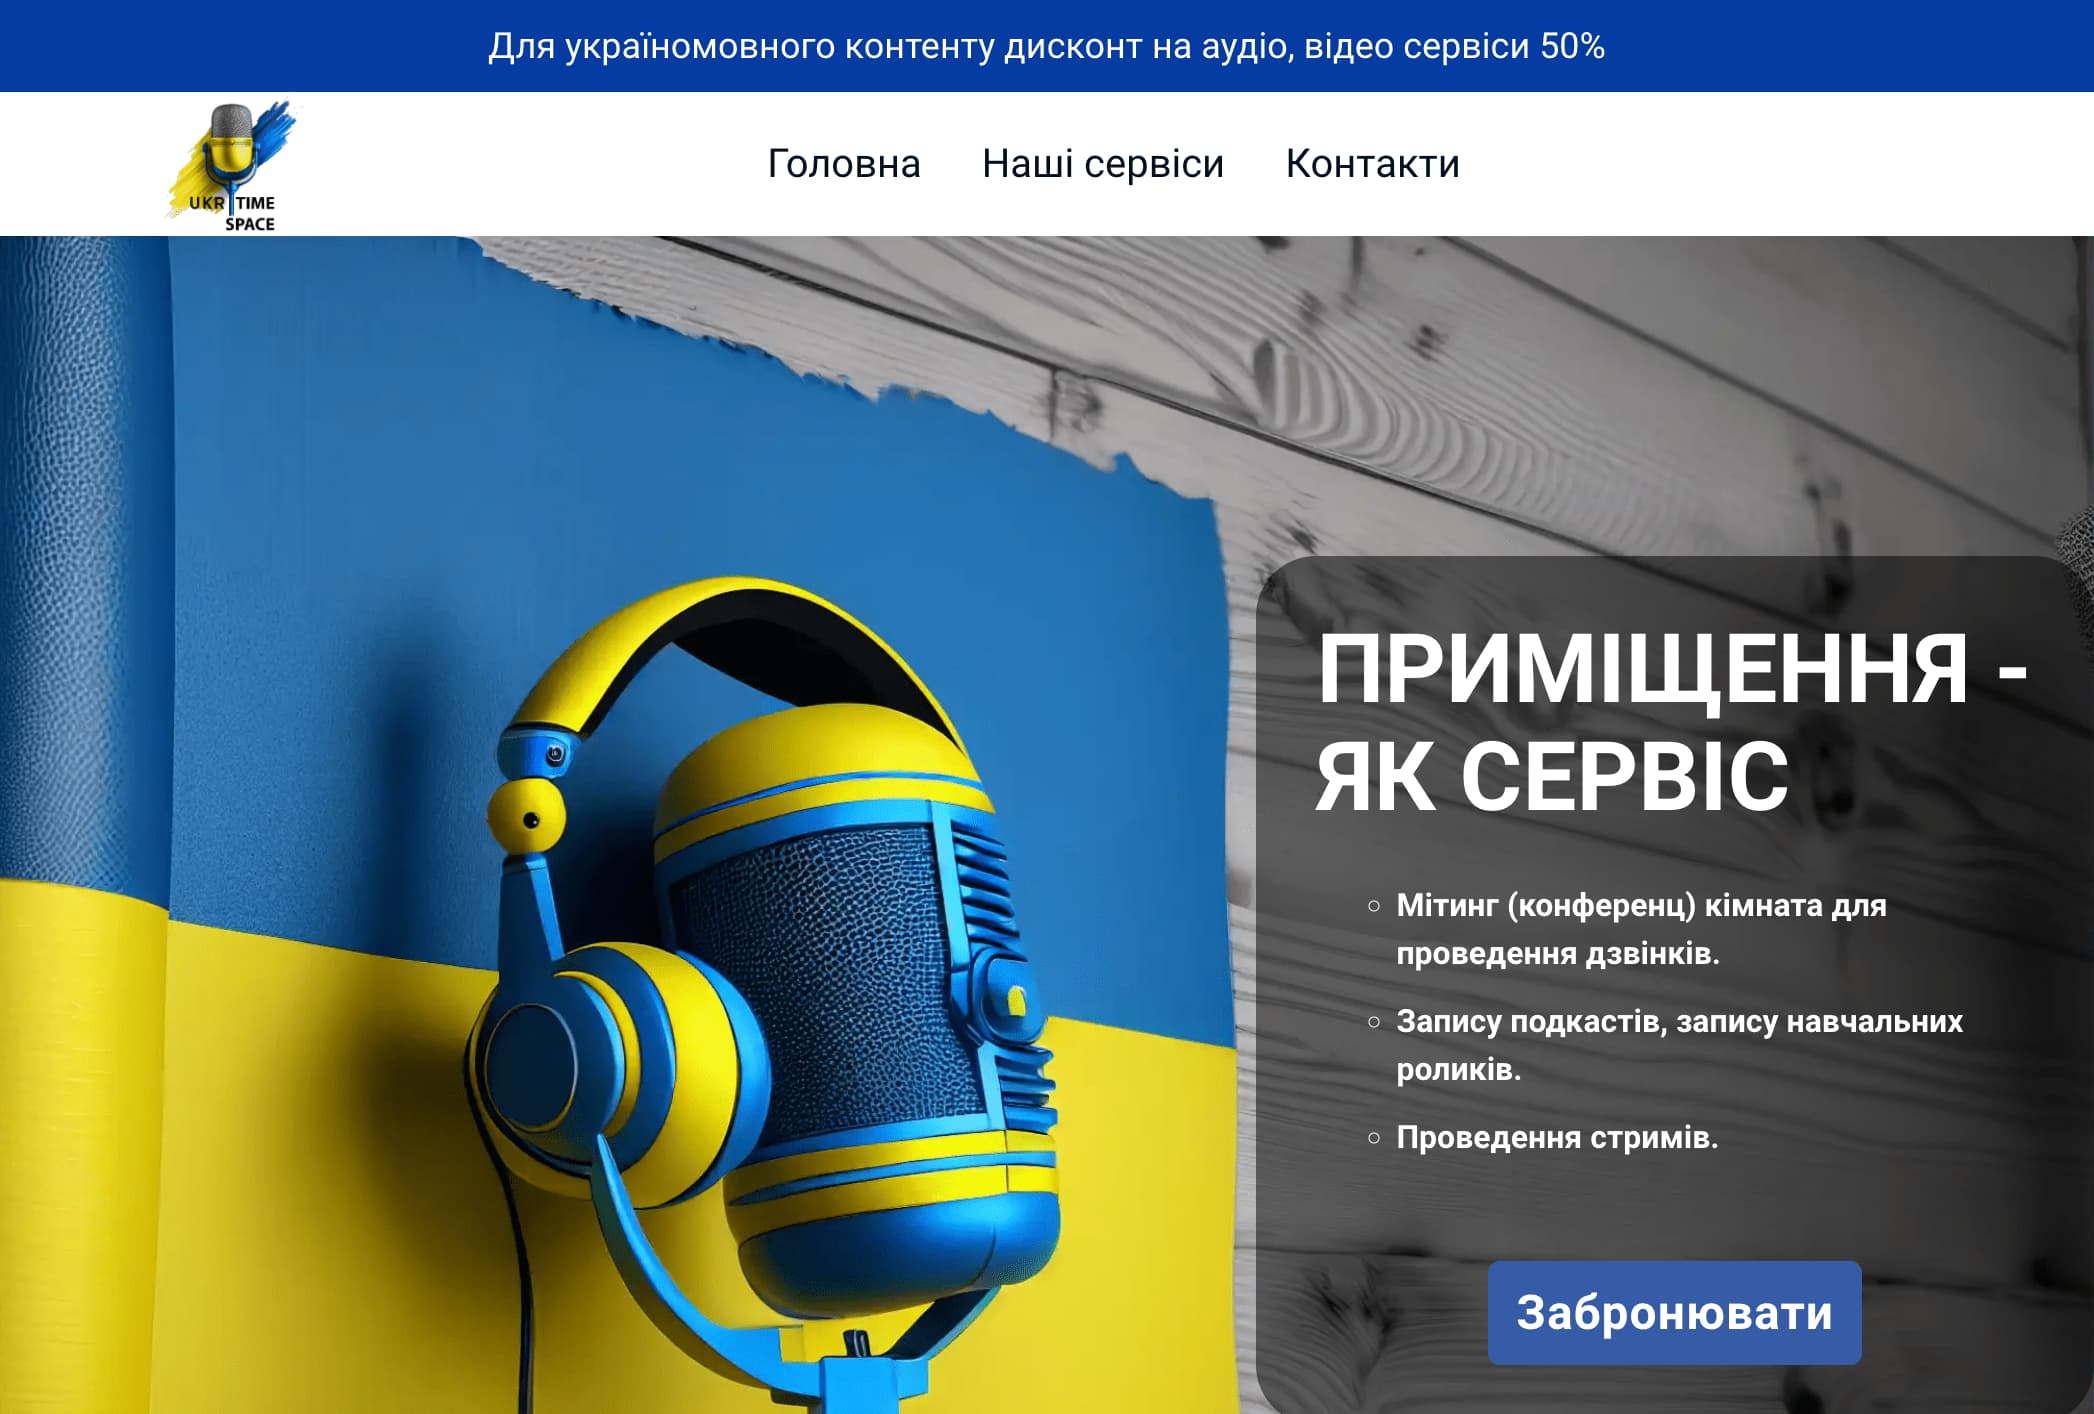 Для україномовного контенту дисконт на аудіо, відео сервіси 50%
UKR TIME
SPACE
Головна Наші сервіси Контакти
ПРИМІЩЕННЯ -
ЯК СЕРВІС
Мітинг (конференц) кімната для
проведення дзвінків.
Запису подкастів, запису навчальних
роликів.
Проведення стримів.
Забронювати